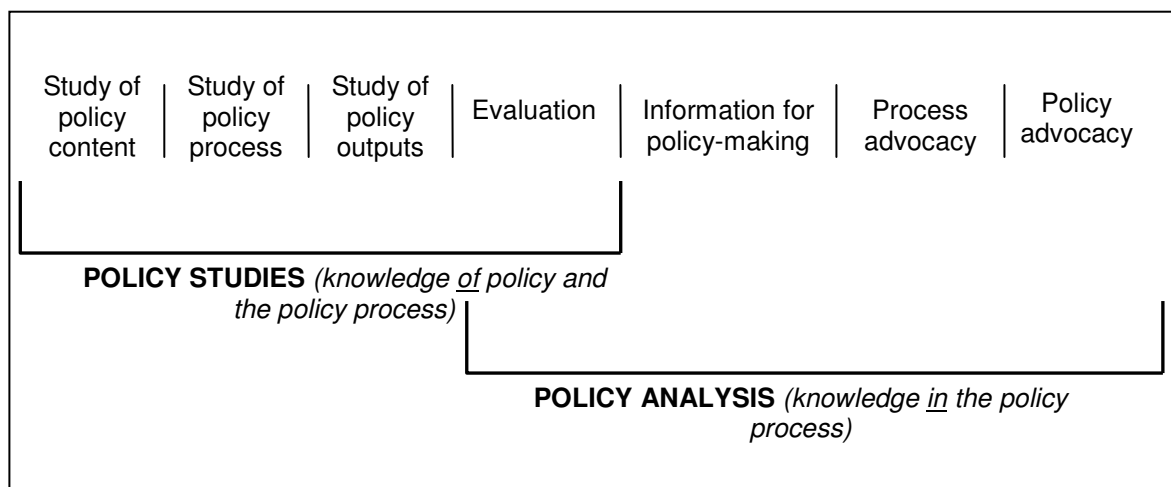 Study of
policy
content
Study of
policy
process
Study of
policy
outputs
Evaluation
Information for
policy-making
Process
advocacy
Policy
advocacy
POLICY STUDIES (knowledge of policy and
the policy process)
POLICY ANALYSIS (knowledge in the policy
process)